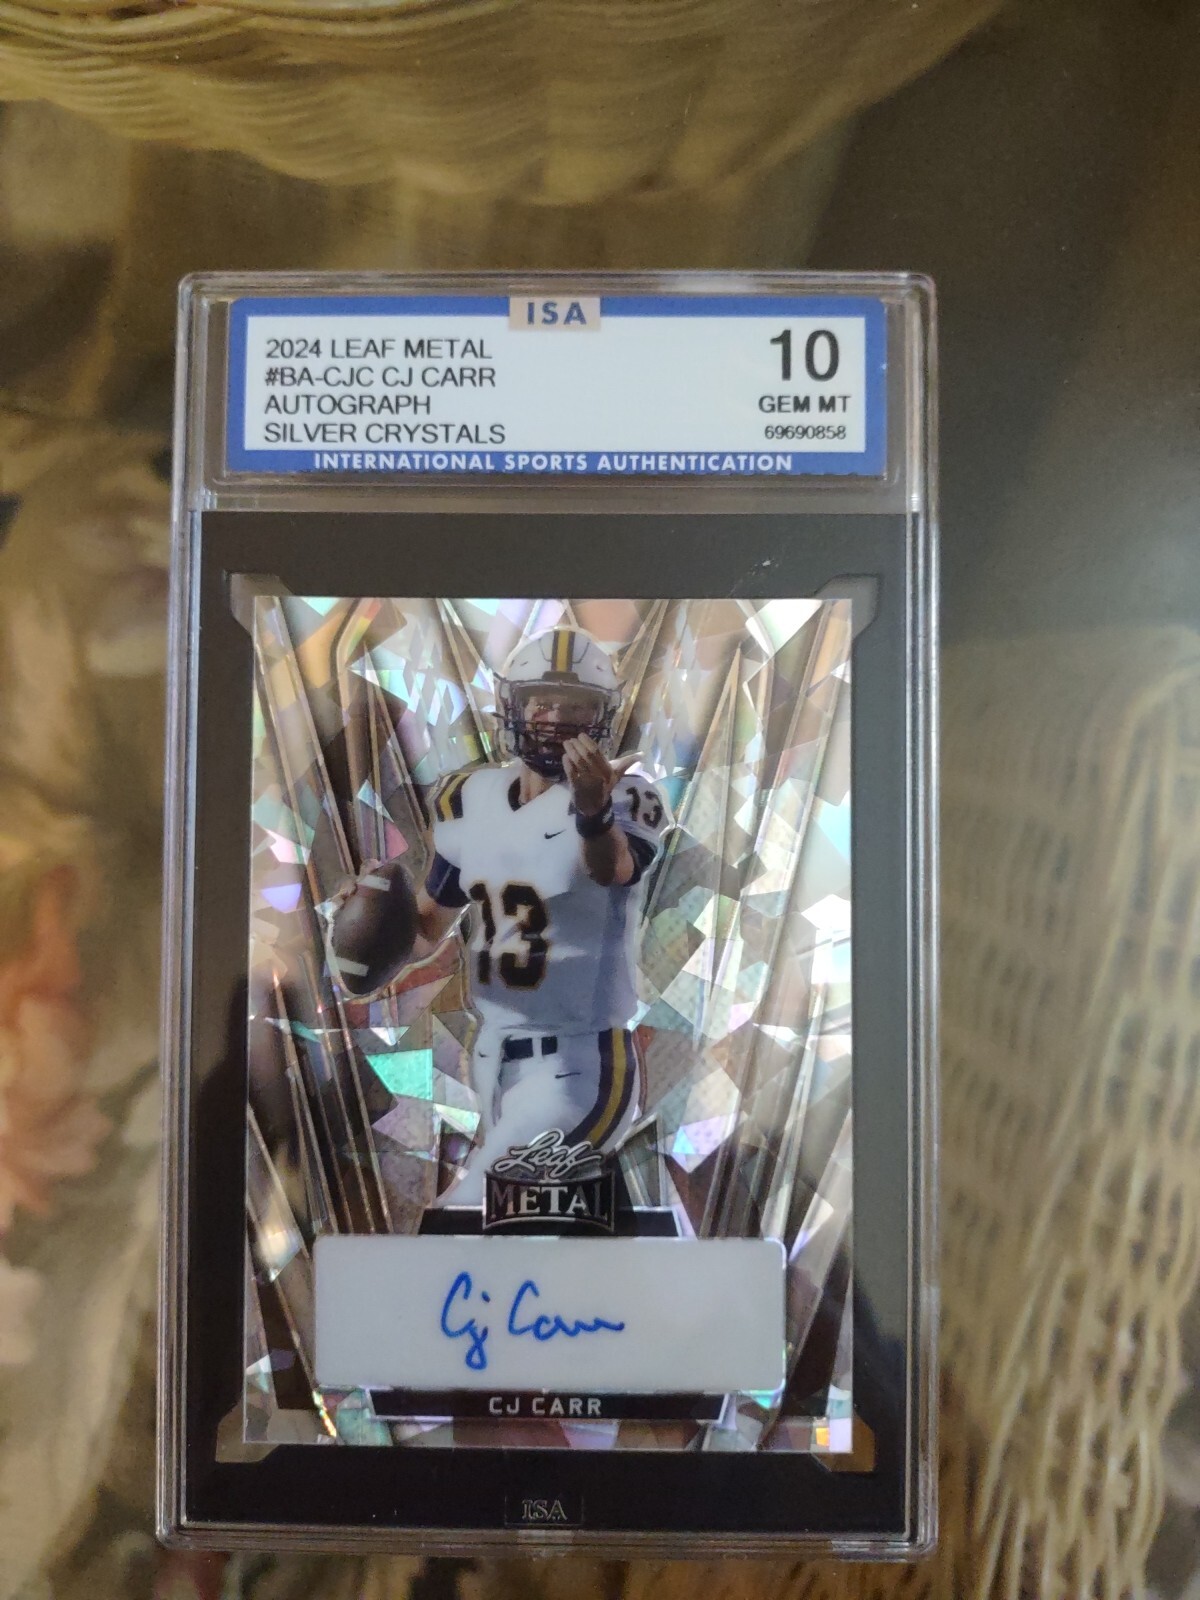 ISA
2024 LEAF METAL
#BA-CJC CJ CARR
AUTOGRAPH
SILVER CRYSTALS
10
GEM MT
69690858
INTERNATIONAL SPORTS AUTHENTICATION
13
13
Leaf
METAL
Cj Carr
CJ CARR
ISA